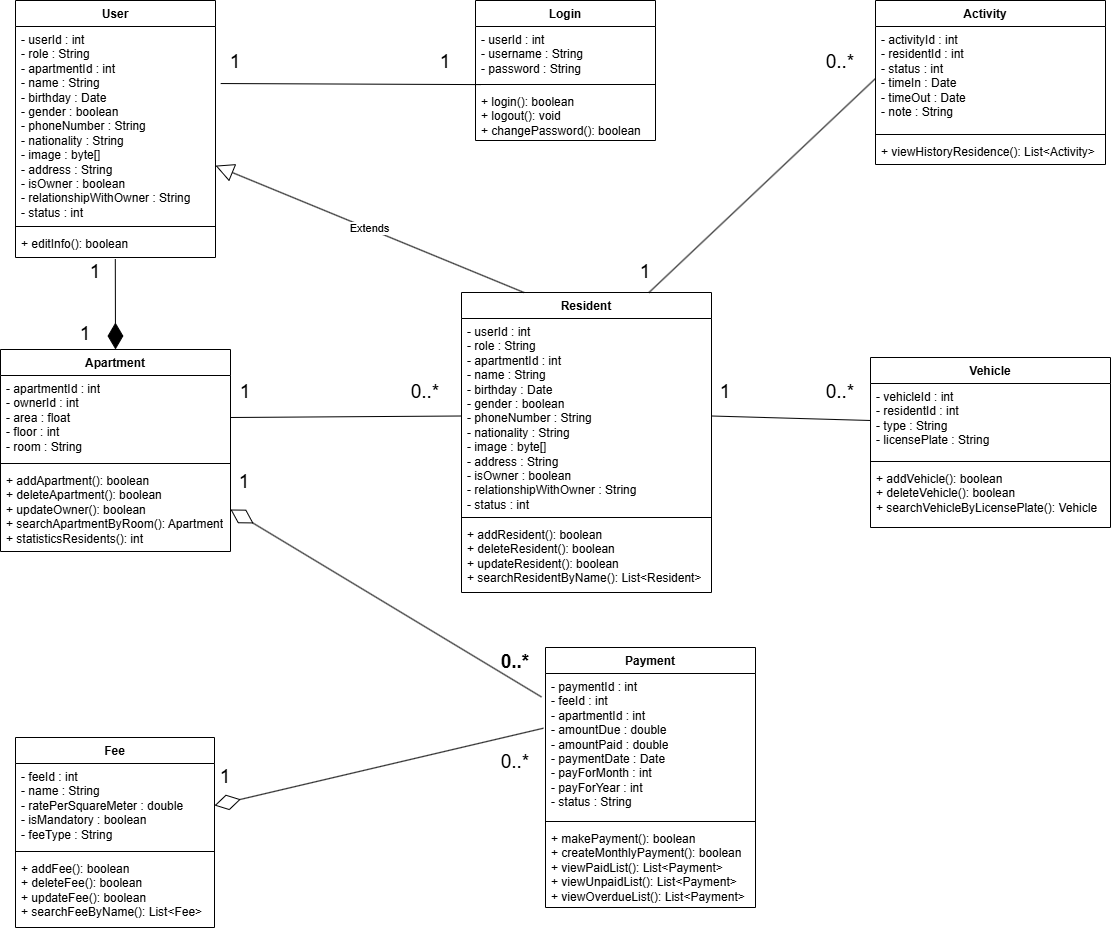 User
- userId : int
- role : String
- apartmentId : int
- name : String
- birthday : Date
- gender : boolean
- phoneNumber : String
- nationality : String
- image : byte[]
- address : String
- isOwner : boolean
- relationshipWithOwner : String
- status : int
+ editInfo(): boolean
1
1
Login
- userId : int
- username : String
- password : String
+ login(): boolean
+ logout(): void
+ changePassword(): boolean
0..*
Activity
- activityId : int
- residentId : int
- status : int
- timeIn : Date
- timeOut : Date
- note : String
+ viewHistoryResidence(): List<Activity>
Extends
1
1
1
Apartment
- apartmentId : int
- ownerId : int
- area : float
- floor : int
- room : String
+ addApartment(): boolean
+ deleteApartment(): boolean
+ updateOwner(): boolean
+ searchApartmentByRoom(): Apartment
+ statisticsResidents(): int
1
0..*
1
Resident
- userId : int
- role : String
- apartmentId : int
- name : String
- birthday : Date
- gender : boolean
- phoneNumber : String
- nationality : String
- image : byte[]
- address : String
- isOwner : boolean
- relationshipWithOwner : String
- status : int
+ addResident(): boolean
+ deleteResident(): boolean
+ updateResident(): boolean
+ searchResidentByName(): List<Resident>
1
0..*
Vehicle
- vehicleId : int
- residentId : int
- type : String
- licensePlate : String
+ addVehicle(): boolean
+ deleteVehicle(): boolean
+ searchVehicleByLicensePlate(): Vehicle
0..*
Payment
- paymentId : int
- feeId : int
- apartmentId : int
- amountDue : double
- amountPaid : double
- paymentDate : Date
- payForMonth : int
- payForYear : int
- status : String
+ makePayment(): boolean
+ createMonthlyPayment(): boolean
+ viewPaidList(): List<Payment>
+ viewUnpaidList(): List<Payment>
+ viewOverdueList(): List<Payment>
Fee
- feeId : int
- name : String
- ratePerSquareMeter : double
- isMandatory : boolean
- feeType : String
+ addFee(): boolean
+ deleteFee(): boolean
+ updateFee(): boolean
+ searchFeeByName(): List<Fee>
1
0..*